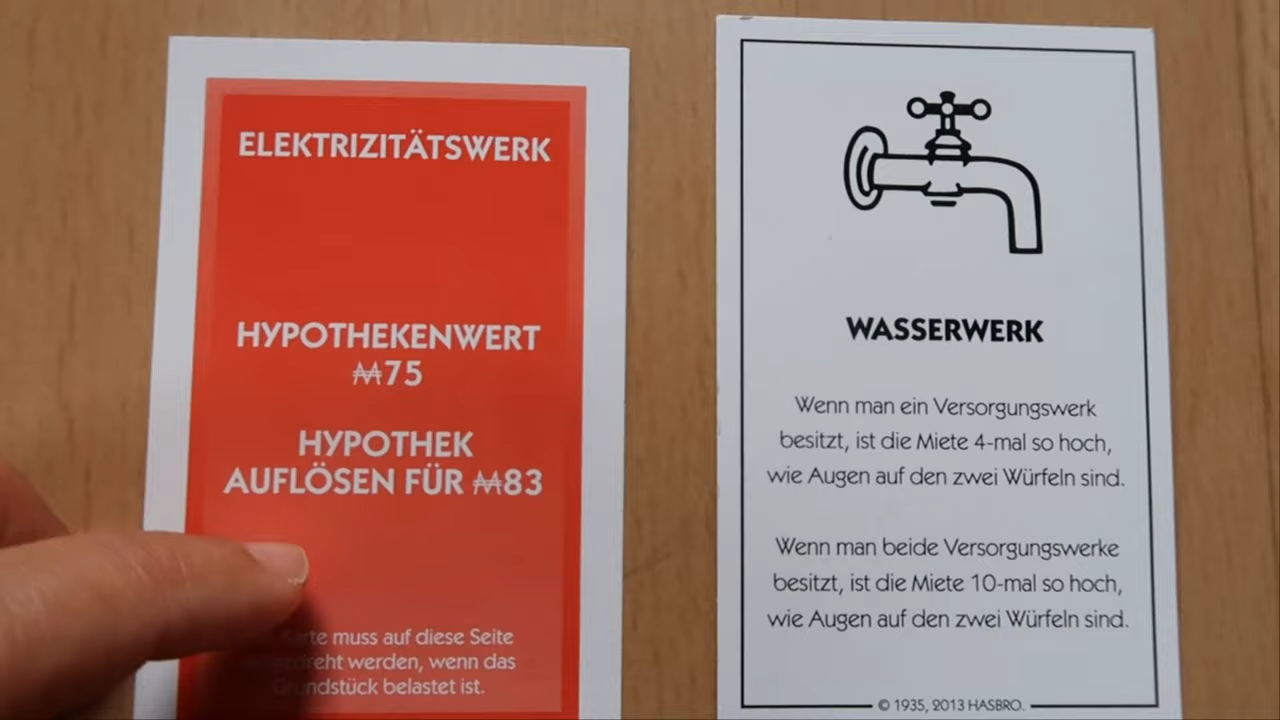 ELEKTRIZITÄTSWERK
HYPOTHEKENWERT
₩75
HYPOTHEK
AUFLÖSEN FÜR ₩83
muss auf diese Seite
werden, wenn das
Grundstück belastet ist.
WASSERWERK
Wenn man ein Versorgungswerk
besitzt, ist die Miete 4-mal so hoch,
wie Augen auf den zwei Würfeln sind.
Wenn man beide Versorgungswerke
besitzt, ist die Miete 10-mal so hoch,
wie Augen auf den zwei Würfeln sind.
© 1935, 2013 HASBRO.